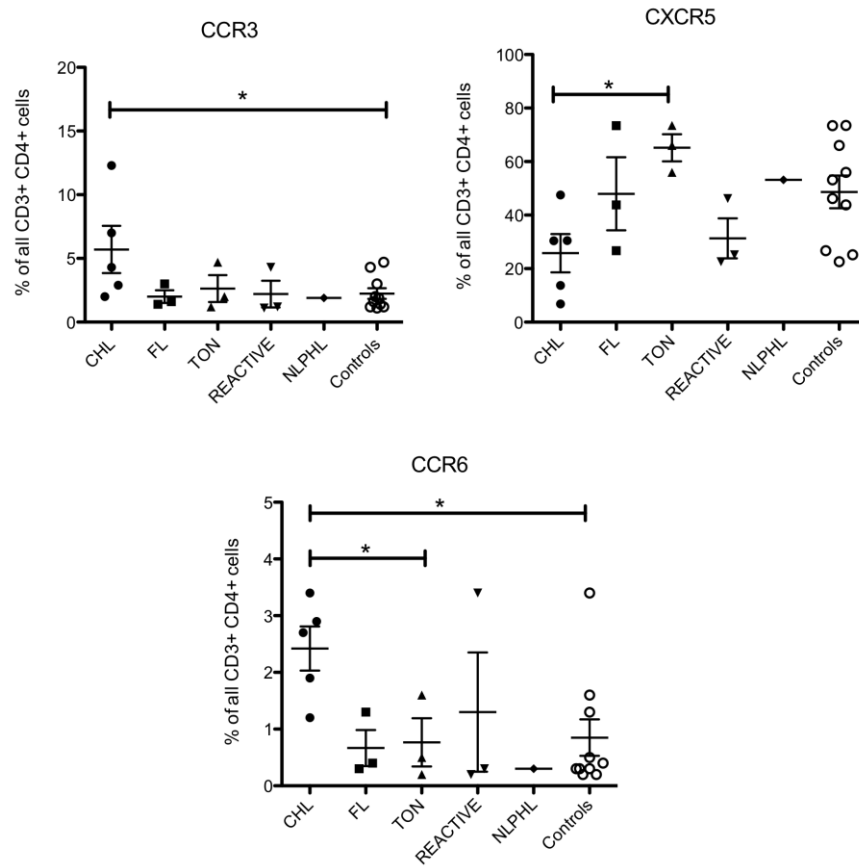 CCR3
20
15
10
5
0
% of all CD3+ CD4+ cells
*
CHL
FL
TON
REACTIVE
NLPHL
Controls
CXCR5
100
80
60
40
20
0
% of all CD3+ CD4+ cells
*
CHL
FL
TON
REACTIVE
NLPHL
Controls
CCR6
5
4
3
2
1
0
% of all CD3+ CD4+ cells
*
*
CHL
FL
TON
REACTIVE
NLPHL
Controls